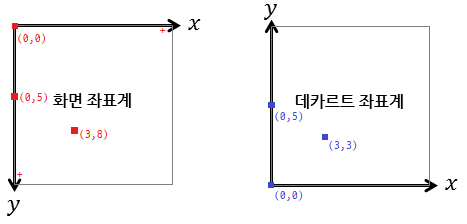 x
+
(0,0)
(0,5)
화면 좌표계
(3,8)
+
y
y
데카르트 좌표계
(0,5)
(3,3)
(0,0)
x